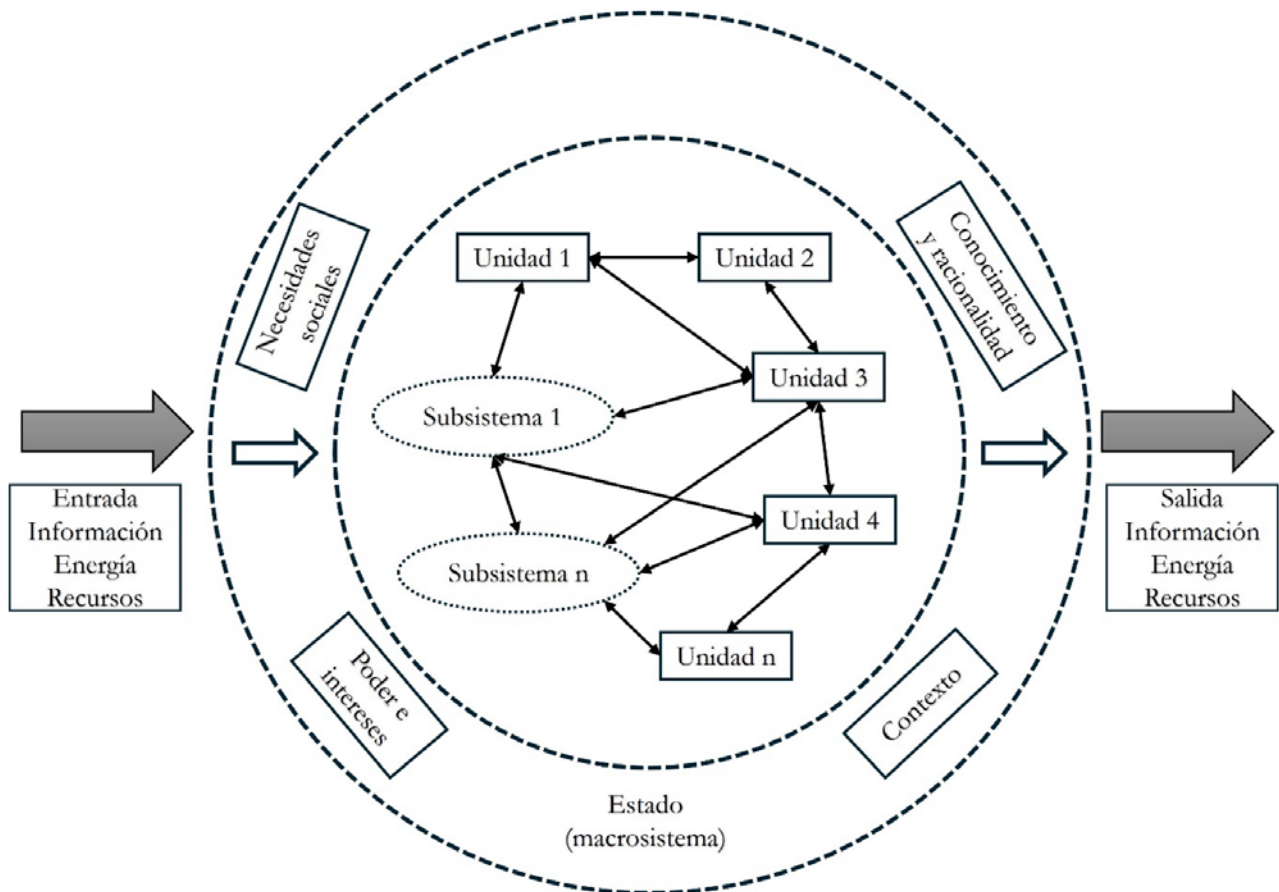 Necesidades
sociales
Conocimiento
y racionalidad
Unidad 1
Unidad 2
Unidad 3
Subsistema 1
Entrada
Información
Energía
Recursos
Salida
Información
Energía
Recursos
Unidad 4
Subsistema n
Unidad n
Poder e
intereses
Contexto
Estado
(macrosistema)